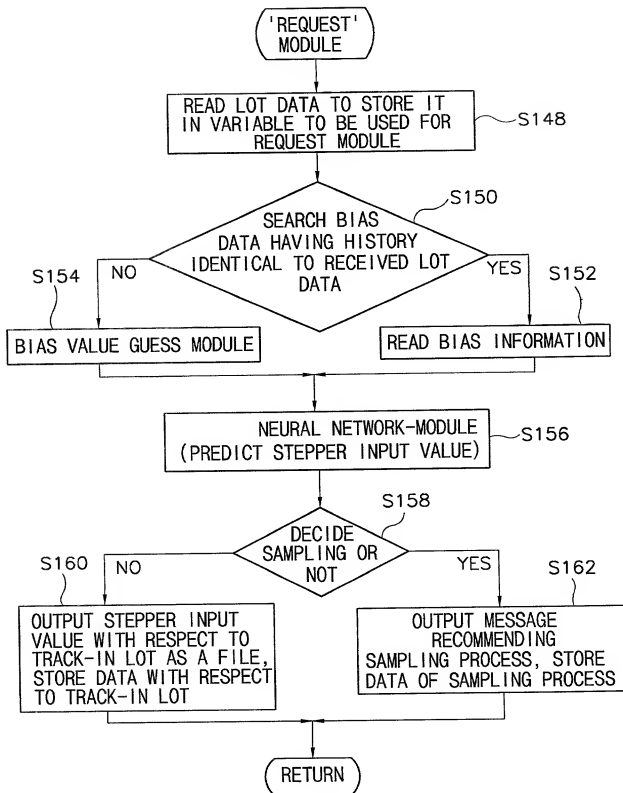 'REQUEST'
MODULE
READ LOT DATA TO STORE IT
IN VARIABLE TO BE USED FOR
REQUEST MODULE
S148
S150
SEARCH BIAS
DATA HAVING HISTORY
IDENTICAL TO RECEIVED LOT
DATA
S154
NO
YES
S152
BIAS VALUE GUESS MODULE
READ BIAS INFORMATION
NEURAL NETWORK-MODULE
(PREDICT STEPPER INPUT VALUE)
S156
S158
DECIDE
SAMPLING OR
NOT
S160
NO
YES
S162
OUTPUT STEPPER INPUT
VALUE WITH RESPECT TO
TRACK-IN LOT AS A FILE,
STORE DATA WITH RESPECT
TO TRACK-IN LOT
OUTPUT MESSAGE
RECOMMENDING
SAMPLING PROCESS, STORE
DATA OF SAMPLING PROCESS
RETURN